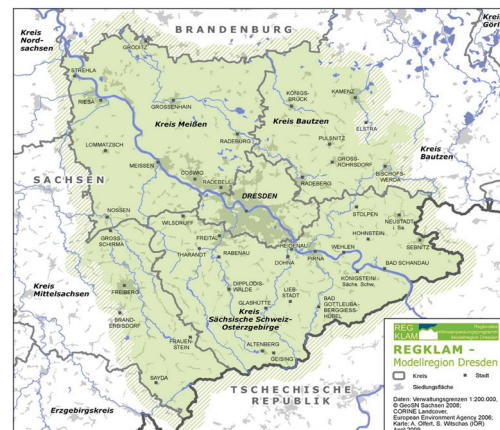 BRANDENBURG
Kreis
Nord-
sachsen
Kreis
Görl
GRÖDITZ
STREHLA
RIESA
GROSSENHAIN
KÖNIGS-
BRÜCK
KAMENZ
Kreis Meißen
Kreis Bautzen
ELSTRA
LOMMATZSCH
RADEBURG
PULSNITZ
Kreis
Bautzen
MEISSEN
GROSS-
RÖHRSDORF
COSWIG
RADEBEUL
BISCHOFS-
WERDA
RADEBERG
SACHSEN
DRESDEN
NOSSEN
WILSDRUFF
STOLPEN
NEUSTADT
i. Sa
GROSS-
SCHIRMA
FREITAL
HOHNSTEIN
THARANDT
RABENAU
HEIDENAU
DOHNA
PIRNA
WEHLEN
SEBNITZ
BAD SCHANDAU
KÖNIGSTEIN/
Sächs. Schw.
Kreis
Mittelsachsen
FREIBERG
DIPPOLDIS-
WALDE
LIEB-
STADT
GLASHÜTTE
BAD
GOTTLEUBA-
BERGGIESS-
HÜBEL
BRAND-
ERBISDORF
Kreis
Sächsische Schweiz-
Osterzgebirge
FRAUEN-
STEIN
ALTENBERG
GEISING
SAYDA
TSCHECHISCHE
REPUBLIK
Erzgebirgskreis
REG
KLAM
REGKLAM -
Modellregion Dresden
Kreis
Stadt
Siedlungsfläche
Daten: Verwaltungsgrenzen 1:200.000,
© GeoSN Sachsen 2008;
CORINE Landcover,
European Environment Agency 2006;
Karte: A. Olfert, S. Witschas (IÖR)
April 2009